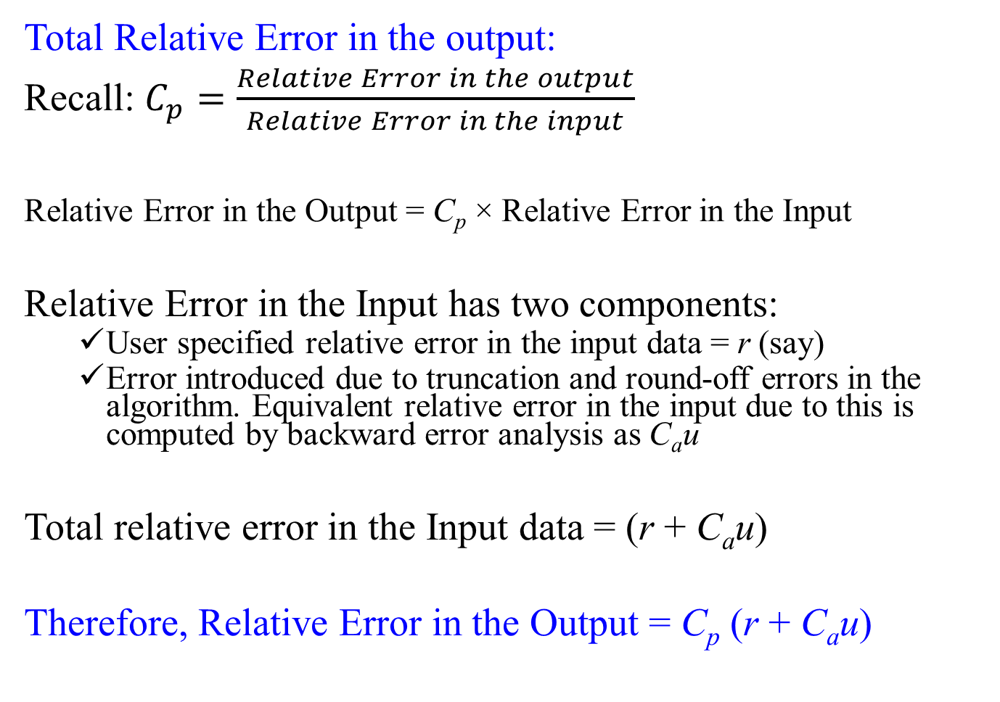 Total Relative Error in the output:
Recall: $C_p = \frac{Relative\ Error\ in\ the\ output}{Relative\ Error\ in\ the\ input}$
Relative Error in the Output = $C_p$ × Relative Error in the Input
Relative Error in the Input has two components:
✓User specified relative error in the input data = r (say)
✓Error introduced due to truncation and round-off errors in the
algorithm. Equivalent relative error in the input due to this is
computed by backward error analysis as $C_a u$
Total relative error in the Input data = $(r + C_a u)$
Therefore, Relative Error in the Output = $C_p (r + C_a u)$